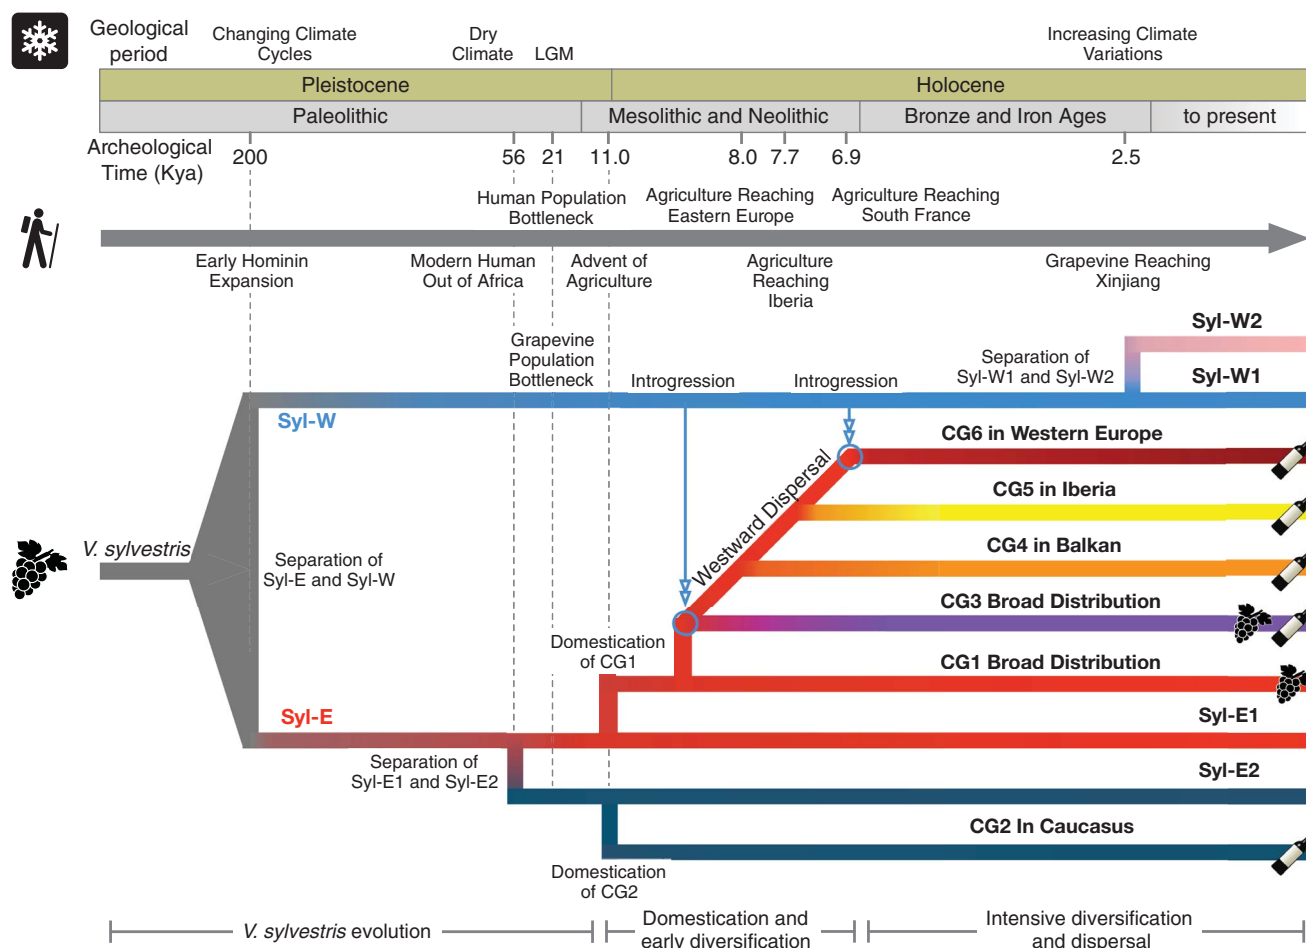 Geological
period
Changing Climate
Cycles
Dry
Climate
LGM
Increasing Climate
Variations
Pleistocene
Holocene
Paleolithic
Mesolithic and Neolithic
Bronze and Iron Ages
to present
Archeological
Time (Kya)
200
56
21
11.0
8.0
7.7
6.9
2.5
Human Population
Bottleneck
Agriculture Reaching
Eastern Europe
Agriculture Reaching
South France
Early Hominin
Expansion
Modern Human
Out of Africa
Advent of
Agriculture
Agriculture
Reaching
Iberia
Grapevine Reaching
Xinjiang
Grapevine
Population
Bottleneck
Introgression
Introgression
Separation of
Syl-W1 and Syl-W2
Syl-W2
Syl-W1
Syl-W
CG6 in Western Europe
Westward Dispersal
CG5 in Iberia
V. sylvestris
Separation of
Syl-E and Syl-W
CG4 in Balkan
CG3 Broad Distribution
Domestication
of CG1
CG1 Broad Distribution
Syl-E
Syl-E1
Separation of
Syl-E1 and Syl-E2
Syl-E2
CG2 In Caucasus
Domestication
of CG2
V. sylvestris evolution
Domestication and
early diversification
Intensive diversification
and dispersal